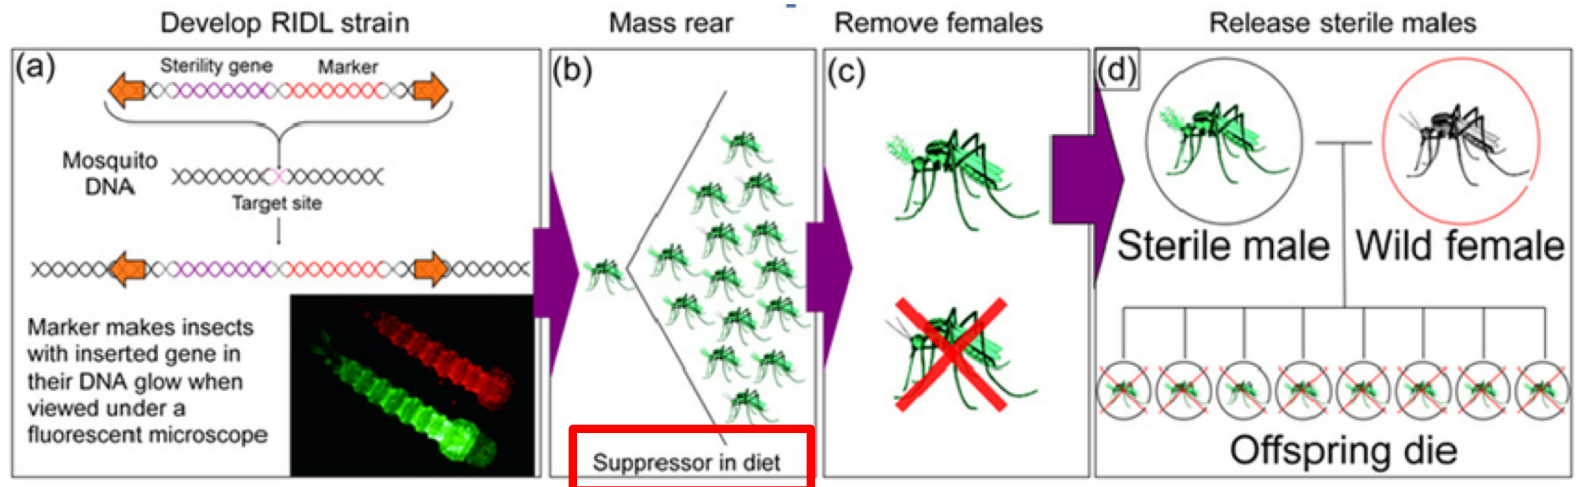 Develop RIDL strain
(a)
Sterility gene
Marker
Mosquito
DNA
Target site
Marker makes insects
with inserted gene in
their DNA glow when
viewed under a
fluorescent microscope
Mass rear
(b)
Suppressor in diet
Remove females
(c)
Release sterile males
(d)
Sterile male
Wild female
Offspring die